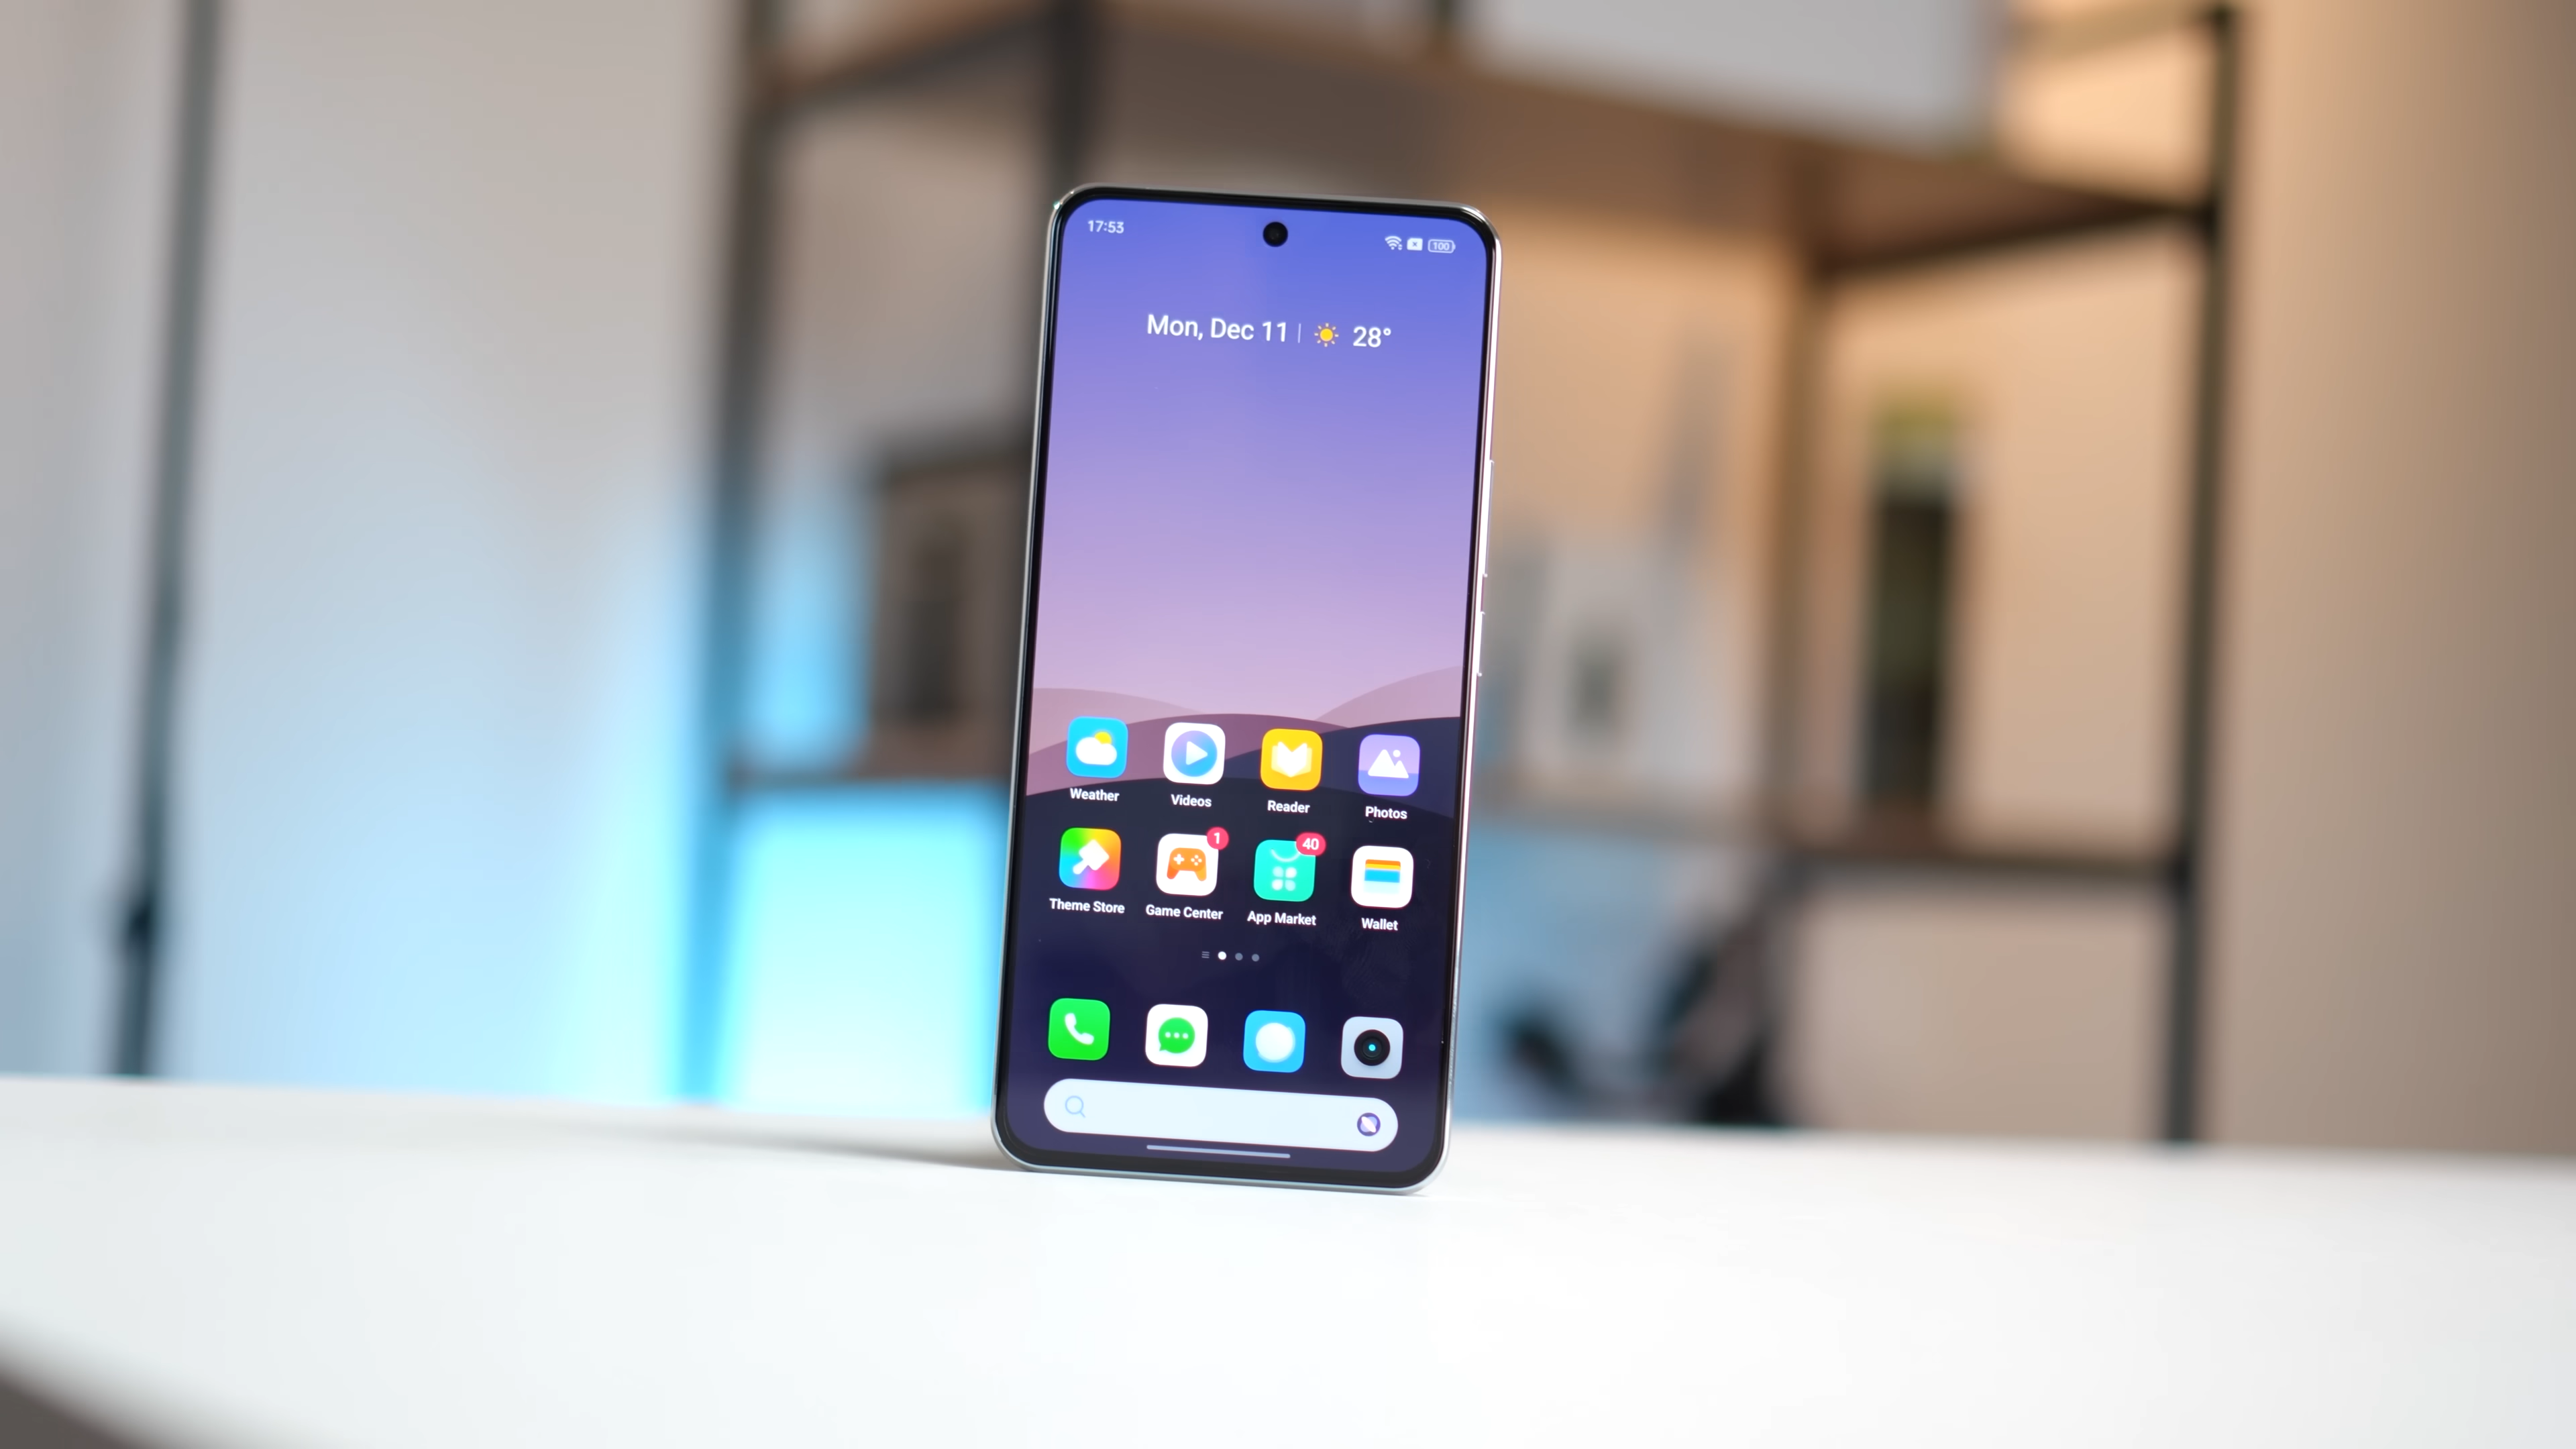 17:53
100
Mon, Dec 11 | 28°
Weather Videos Reader Photos
1 40
Theme Store Game Center App Market Wallet